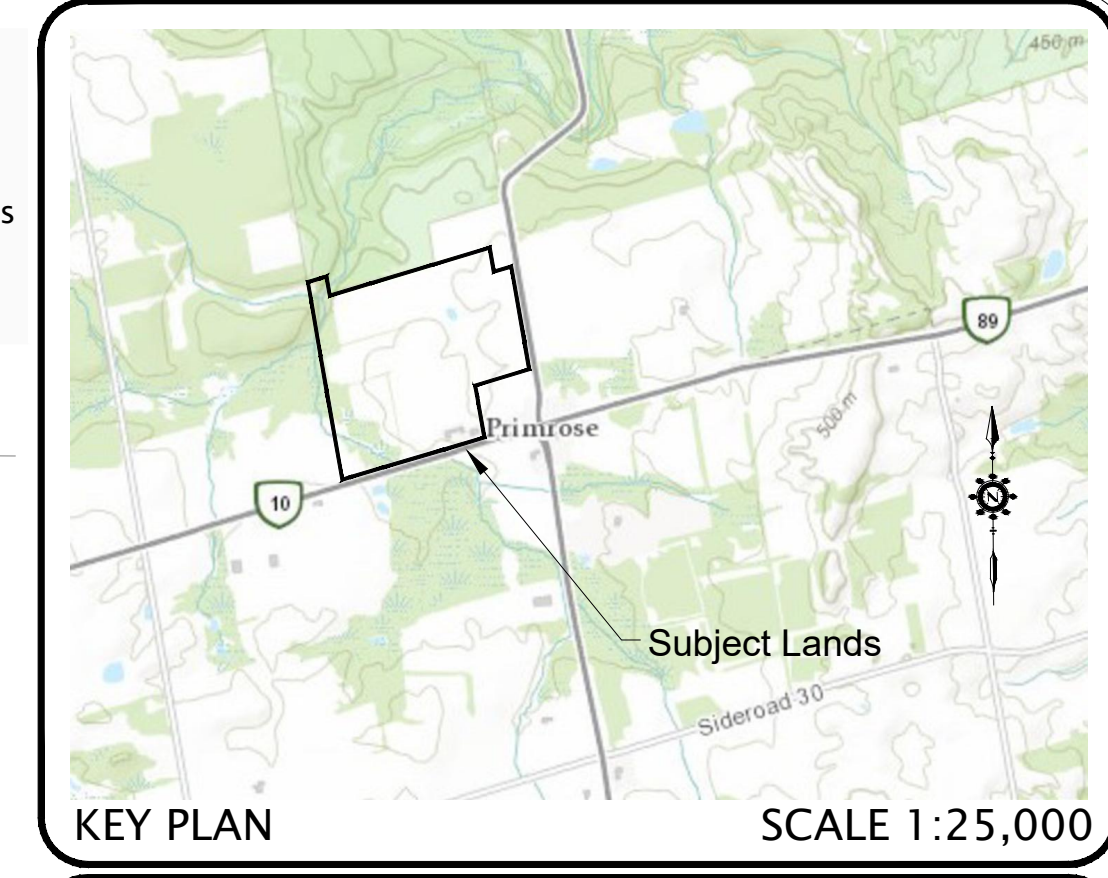 450 m
s
89
500 m
Primrose
10
N
Subject Lands
Sideroad 30
KEY PLAN
SCALE 1:25,000